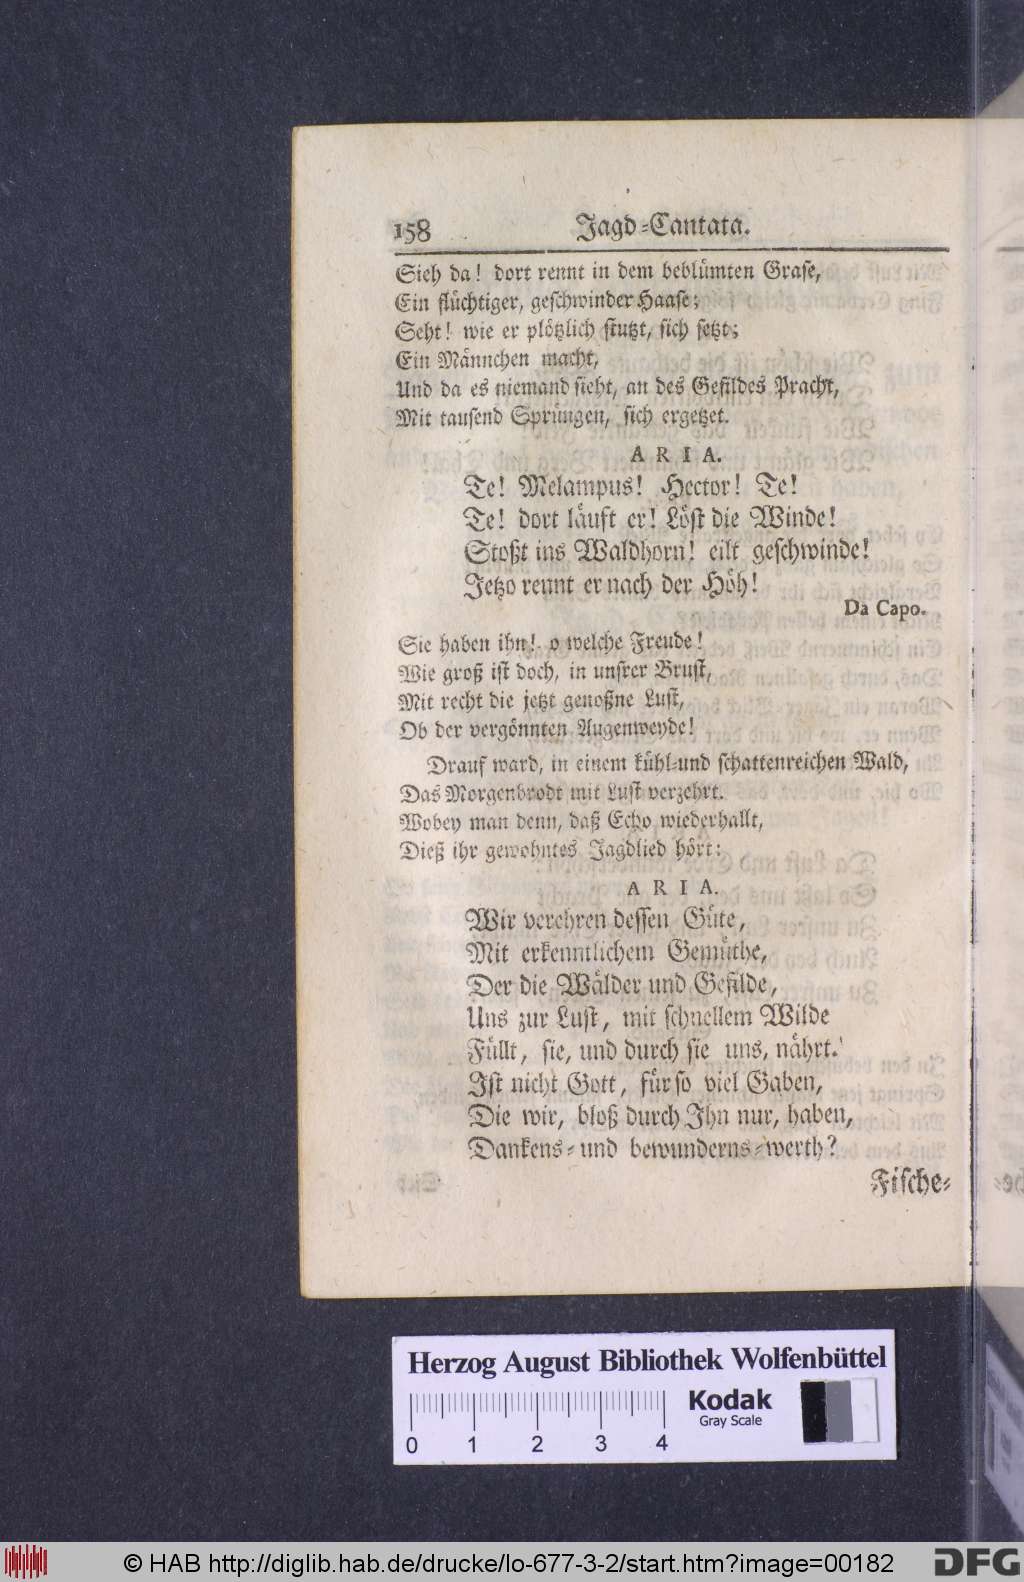 158 Jagd-Cantata.
Sieh da! dort rennt in dem beblümten Grase,
Ein flüchtiger, geschwinder Haase;
Seht! wie er plötzlich stutzt, sich setzt;
Ein Männchen macht,
Und da es niemand sieht, an des Gefildes Pracht,
Mit tausend Sprüngen, sich ergetzet.
ARIA.
Te! Melampus! Hector! Te!
Te! dort läuft er! Löst die Winde!
Stoßt ins Waldhorn! eilt geschwinde!
Jetzo rennt er nach der Höh!
Da Capo.
Sie haben ihn! o welche Freude!
Wie groß ist doch, in unsrer Brust,
Mit recht die jetzt genoßne Lust,
Ob der vergönnten Augenweyde!
Drauf ward, in einem kühl-und schattenreichen Wald,
Das Morgenbrodt mit Lust verzehrt.
Wobey man denn, daß Echo wiederhallt,
Dieß ihr gewohntes Jagdlied hört:
ARIA.
Wir verehren dessen Güte,
Mit erkenntlichem Gemüthe,
Der die Wälder und Gefilde,
Uns zur Lust, mit schnellem Wilde
Füllt, sie, und durch sie uns, nährt.
Ist nicht Gott, für so viel Gaben,
Die wir, bloß durch Ihn nur, haben,
Dankens- und bewunderns-werth?
Fische-
Herzog August Bibliothek Wolfenbüttel
Kodak
Gray Scale
0 1 2 3 4
© HAB http://diglib.hab.de/drucke/lo-677-3-2/start.htm?image=00182
DFG